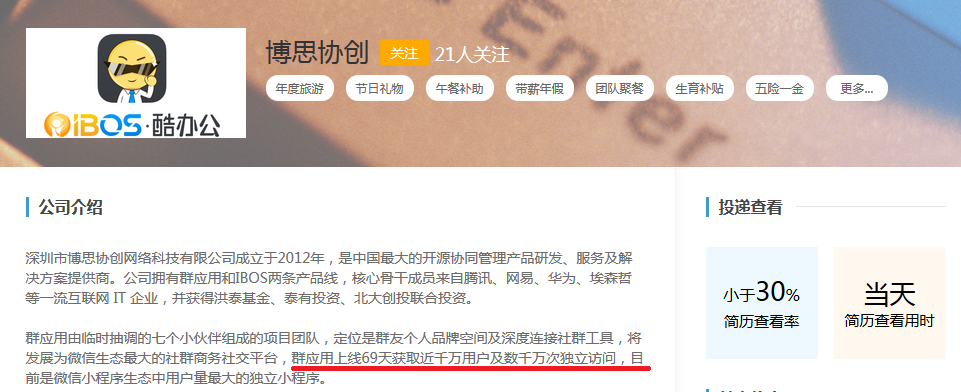 Enter
博思协创 关注 21人关注
年度旅游 节日礼物 午餐补助 带薪年假 团队聚餐 生育补贴 五险一金 更多...
IBOS·酷办公
公司介绍
深圳市博思协创网络科技有限公司成立于2012年，是中国最大的开源协同管理产品研发、服务及解
决方案提供商。公司拥有群应用和IBOS两条产品线，核心骨干成员来自腾讯、网易、华为、埃森哲
等一流互联网 IT 企业，并获得洪泰基金、泰有投资、北大创投联合投资。
群应用由临时抽调的七个小伙伴组成的项目团队，定位是群友个人品牌空间及深度连接社群工具，将
发展为微信生态最大的社群商务社交平台，群应用上线69天获取近千万用户及数千万次独立访问，目
前是微信小程序生态中用户量最大的独立小程序。
投递查看
小于30%
简历查看率
当天
简历查看用时